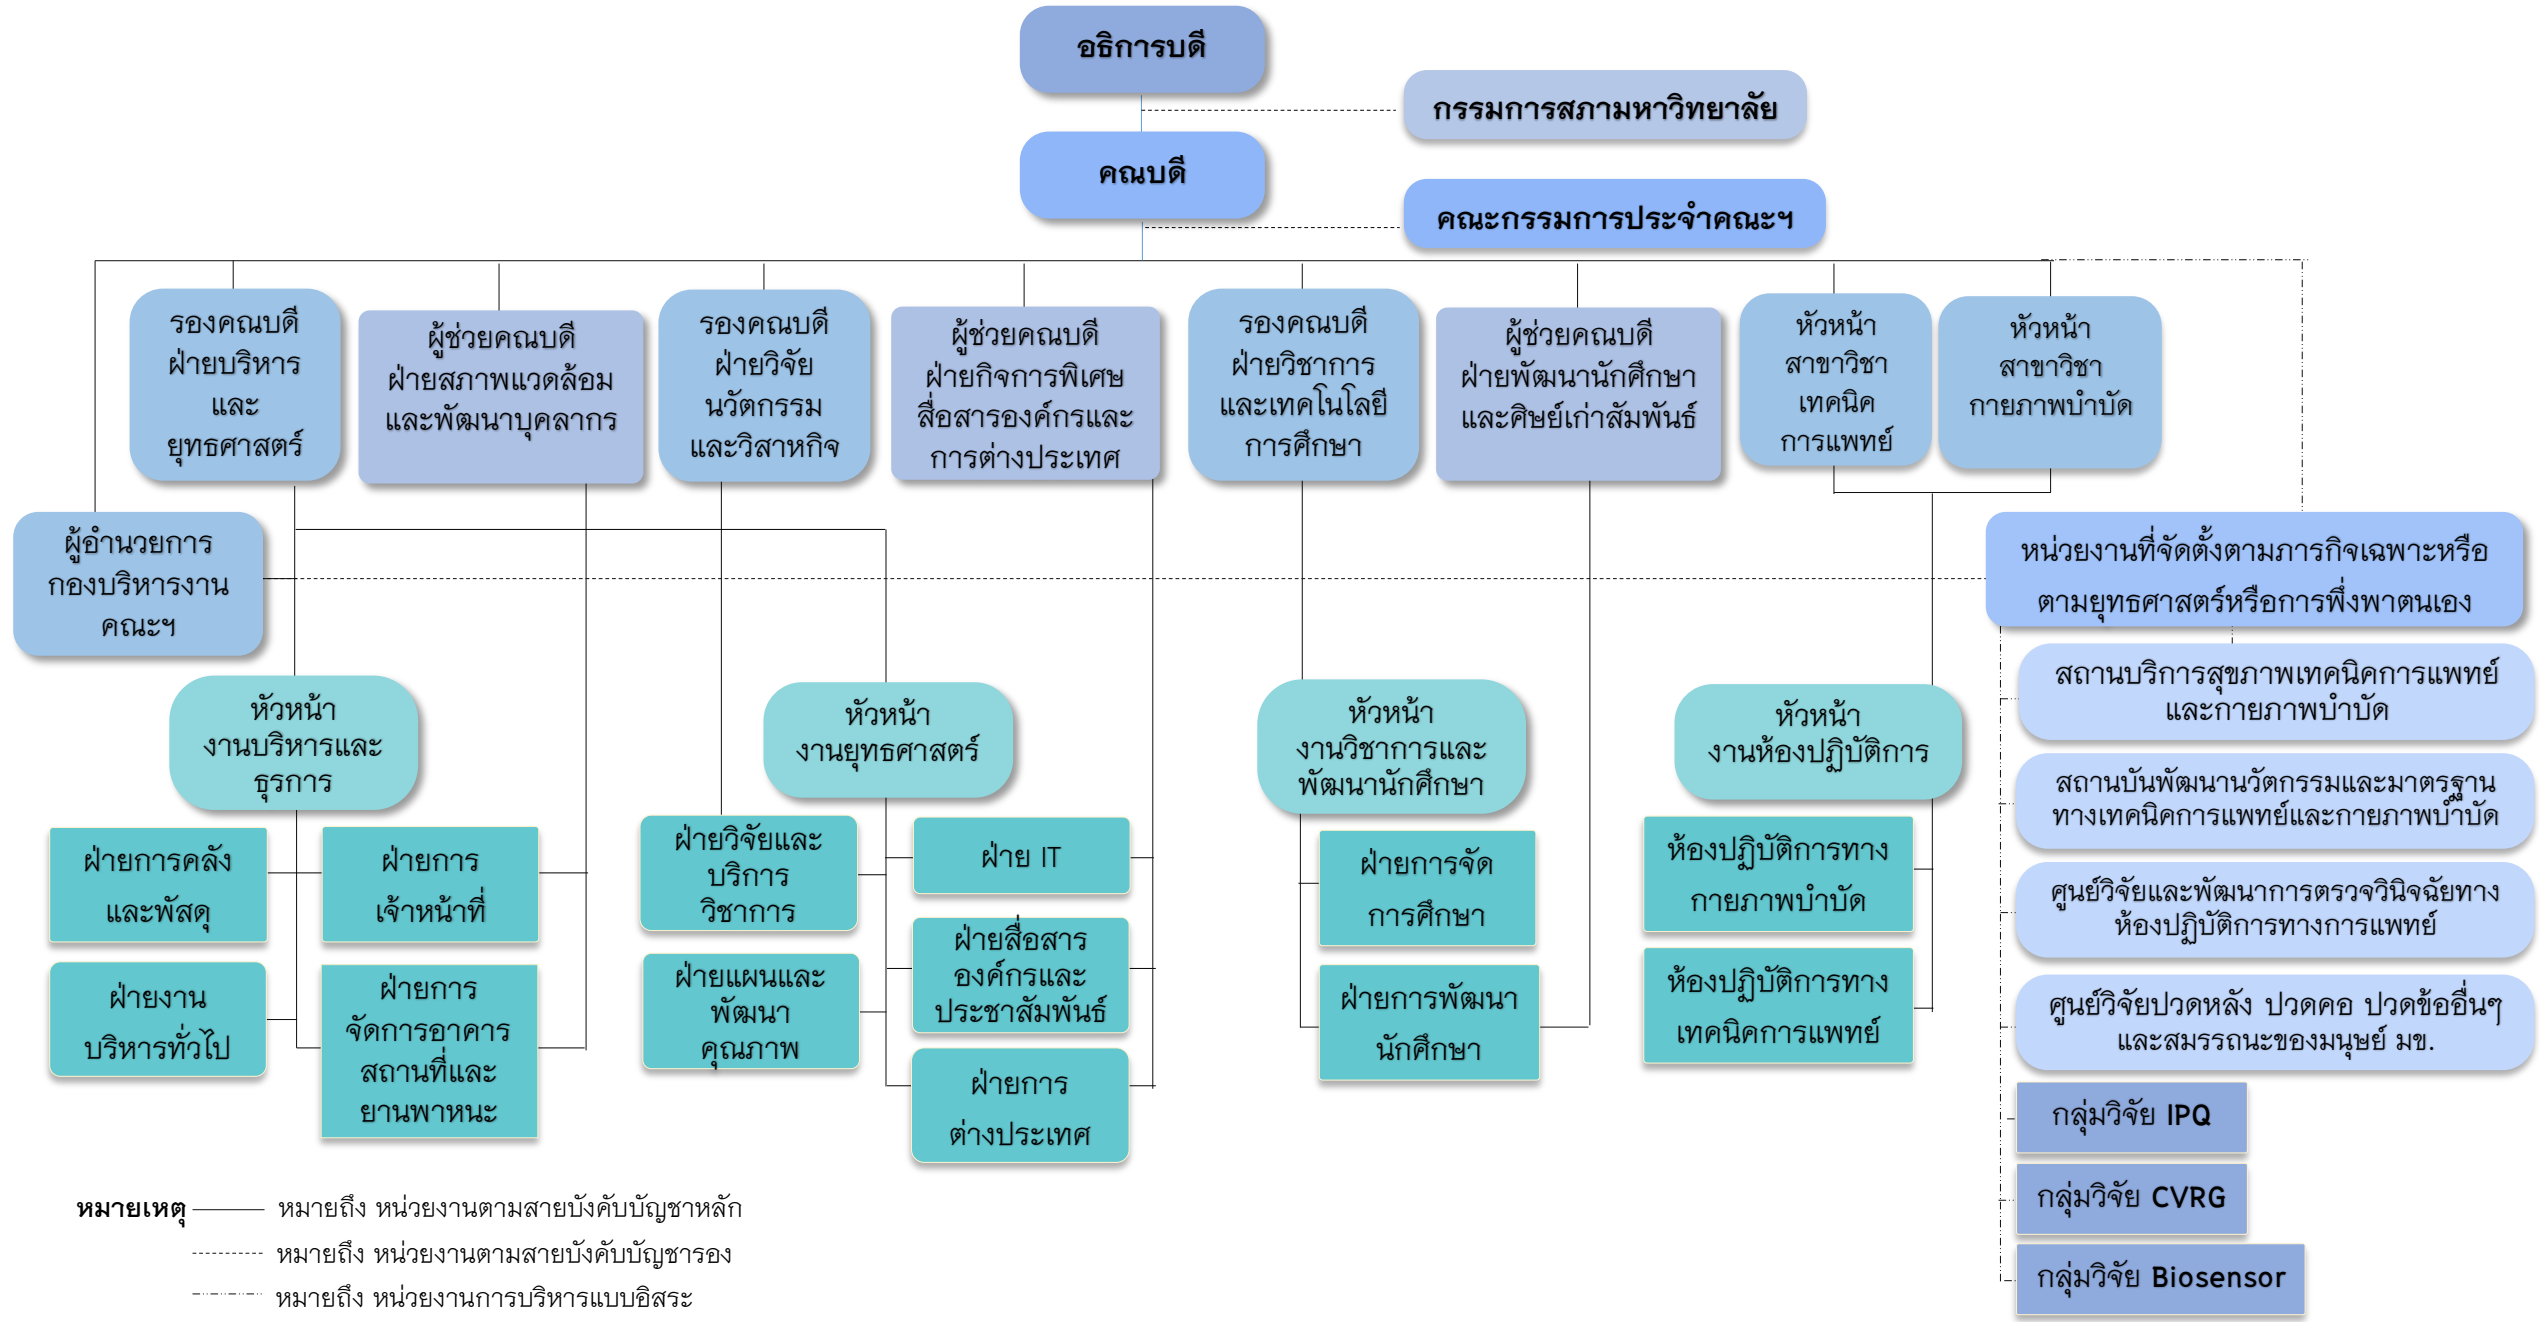 อธิการบดี
กรรมการสภามหาวิทยาลัย
คณบดี
คณะกรรมการประจำคณะฯ
รองคณบดี
ฝ่ายบริหาร
และ
ยุทธศาสตร์
ผู้ช่วยคณบดี
ฝ่ายสภาพแวดล้อม
และพัฒนาบุคลากร
รองคณบดี
ฝ่ายวิจัย
นวัตกรรม
และวิสาหกิจ
ผู้ช่วยคณบดี
ฝ่ายกิจการพิเศษ
สื่อสารองค์กรและ
การต่างประเทศ
รองคณบดี
ฝ่ายวิชาการ
และเทคโนโลยี
การศึกษา
ผู้ช่วยคณบดี
ฝ่ายพัฒนานักศึกษา
และศิษย์เก่าสัมพันธ์
หัวหน้า
สาขาวิชา
เทคนิค
การแพทย์
หัวหน้า
สาขาวิชา
กายภาพบำบัด
ผู้อำนวยการ
กองบริหารงาน
คณะฯ
หน่วยงานที่จัดตั้งตามภารกิจเฉพาะหรือ
ตามยุทธศาสตร์หรือการพึ่งพาตนเอง
หัวหน้า
งานบริหารและ
ธุรการ
หัวหน้า
งานยุทธศาสตร์
หัวหน้า
งานวิชาการและ
พัฒนานักศึกษา
หัวหน้า
งานห้องปฏิบัติการ
สถานบริการสุขภาพเทคนิคการแพทย์
และกายภาพบำบัด
สถานบันพัฒนานวัตกรรมและมาตรฐาน
ทางเทคนิคการแพทย์และกายภาพบำบัด
ศูนย์วิจัยและพัฒนาการตรวจวินิจฉัยทาง
ห้องปฏิบัติการทางการแพทย์
ศูนย์วิจัยปวดหลัง ปวดคอ ปวดข้ออื่นๆ
และสมรรถนะของมนุษย์ มข.
กลุ่มวิจัย IPQ
กลุ่มวิจัย CVRG
กลุ่มวิจัย Biosensor
ฝ่ายการคลัง
และพัสดุ
ฝ่ายการ
เจ้าหน้าที่
ฝ่ายงาน
บริหารทั่วไป
ฝ่ายการ
จัดการอาคาร
สถานที่และ
ยานพาหนะ
ฝ่ายวิจัยและ
บริการ
วิชาการ
ฝ่าย IT
ฝ่ายแผนและ
พัฒนา
คุณภาพ
ฝ่ายสื่อสาร
องค์กรและ
ประชาสัมพันธ์
ฝ่ายการ
ต่างประเทศ
ฝ่ายการจัด
การศึกษา
ฝ่ายการพัฒนา
นักศึกษา
ห้องปฏิบัติการทาง
กายภาพบำบัด
ห้องปฏิบัติการทาง
เทคนิคการแพทย์
หมายเหตุ หมายถึง หน่วยงานตามสายบังคับบัญชาหลัก
หมายถึง หน่วยงานตามสายบังคับบัญชารอง
หมายถึง หน่วยงานการบริหารแบบอิสระ